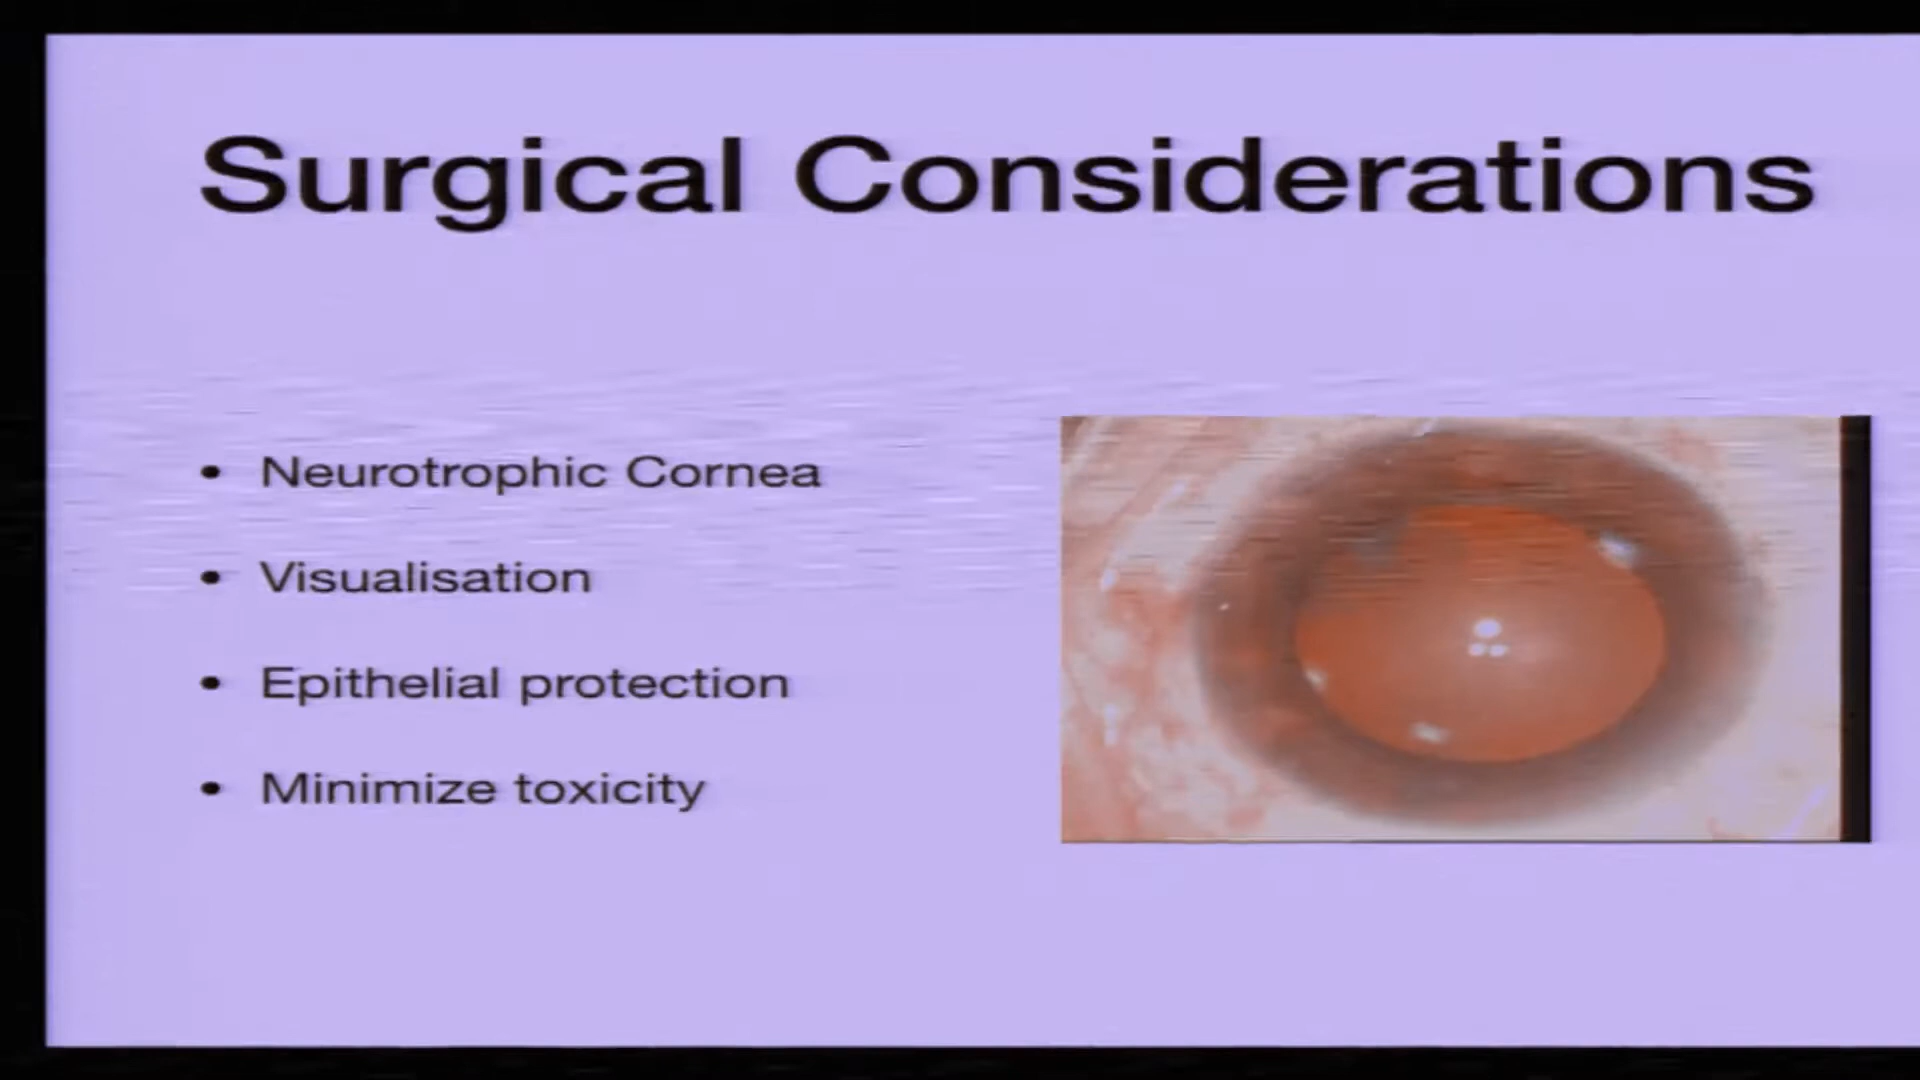 Surgical Considerations
• Neurotrophic Cornea
• Visualisation
• Epithelial protection
• Minimize toxicity